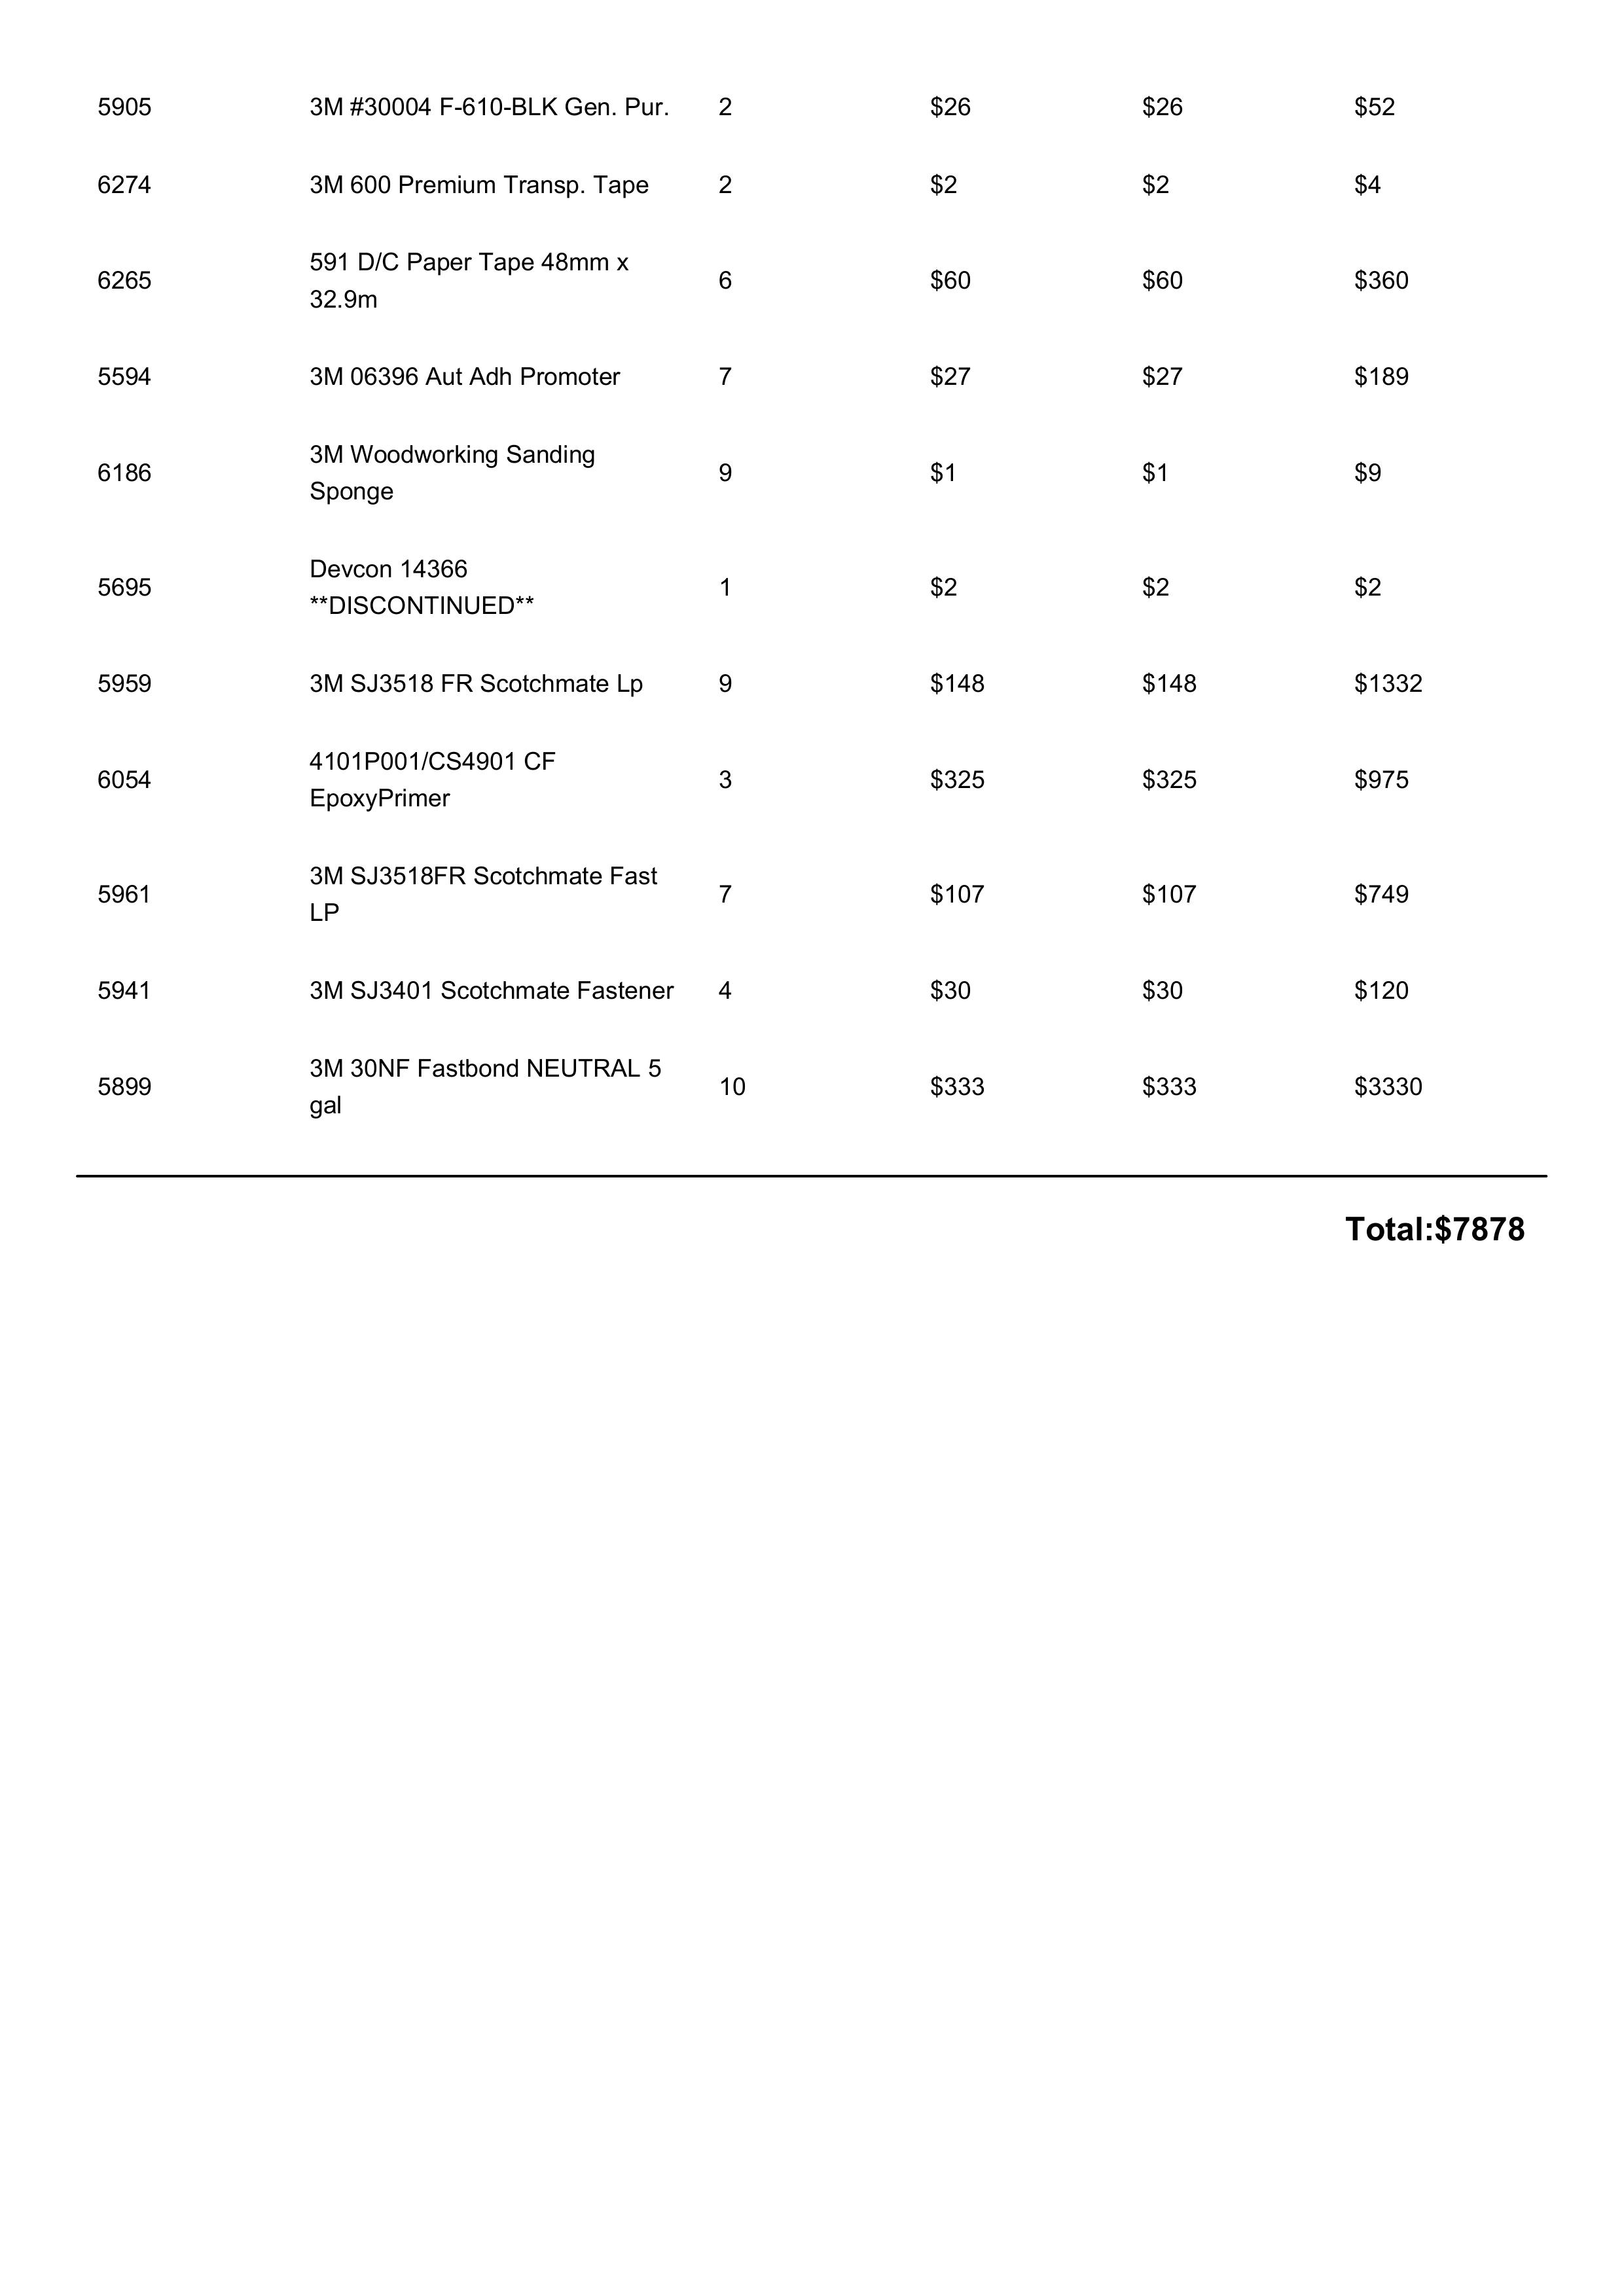 5905 3M #30004 F-610-BLK Gen. Pur. 2 $26 $26 $52
6274 3M 600 Premium Transp. Tape 2 $2 $2 $4
591 D/C Paper Tape 48mm x
6265 6 $60 $60 $360
32.9m
5594 3M 06396 Aut Adh Promoter 7 $27 $27 $189
3M Woodworking Sanding
6186 9 $1 $1 $9
Sponge
Devcon 14366
5695 1 $2 $2 $2
**DISCONTINUED**
5959 3M SJ3518 FR Scotchmate Lp 9 $148 $148 $1332
4101P001/CS4901 CF
6054 3 $325 $325 $975
EpoxyPrimer
3M SJ3518FR Scotchmate Fast
5961 7 $107 $107 $749
LP
5941 3M SJ3401 Scotchmate Fastener 4 $30 $30 $120
3M 30NF Fastbond NEUTRAL 5
5899 10 $333 $333 $3330
gal
Total:$7878